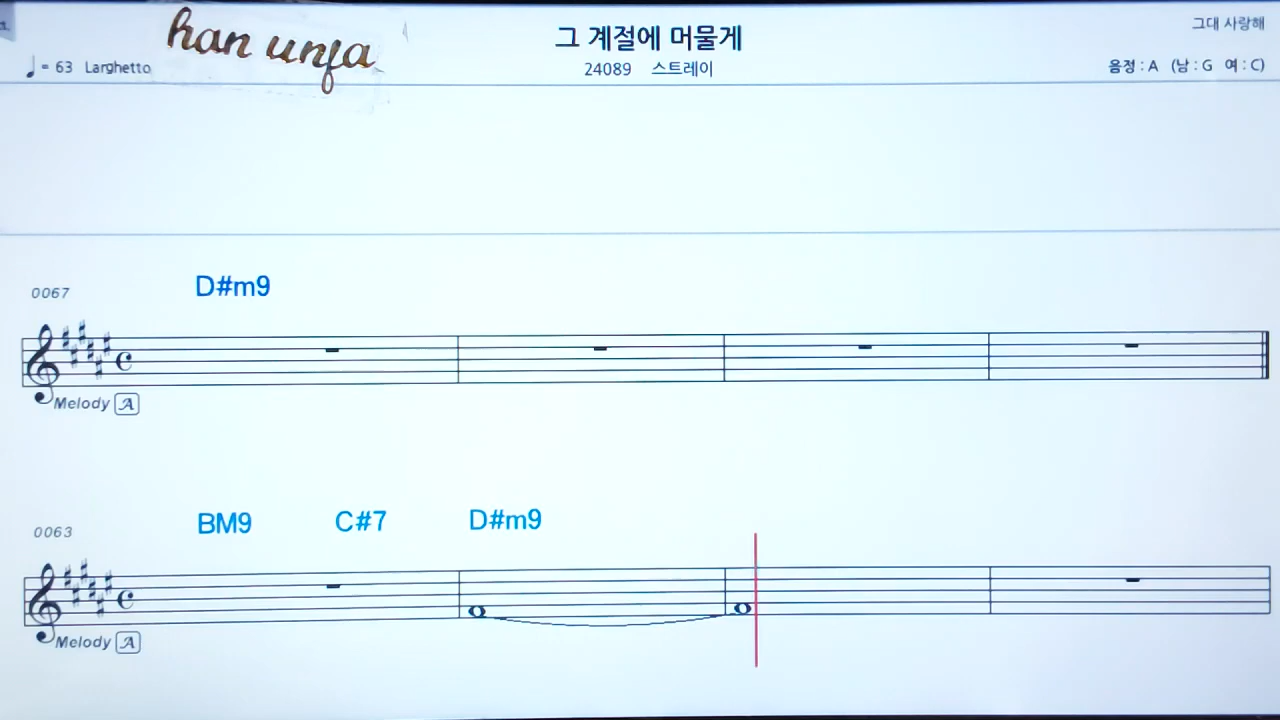 han unfa
그 계절에 머물게
그대 사랑해
♩= 63 Larghetto
24089 스트레이
음정 : A (남 : G 여 : C)
0067
D#m9
Melody A
0063
BM9 C#7 D#m9
Melody A